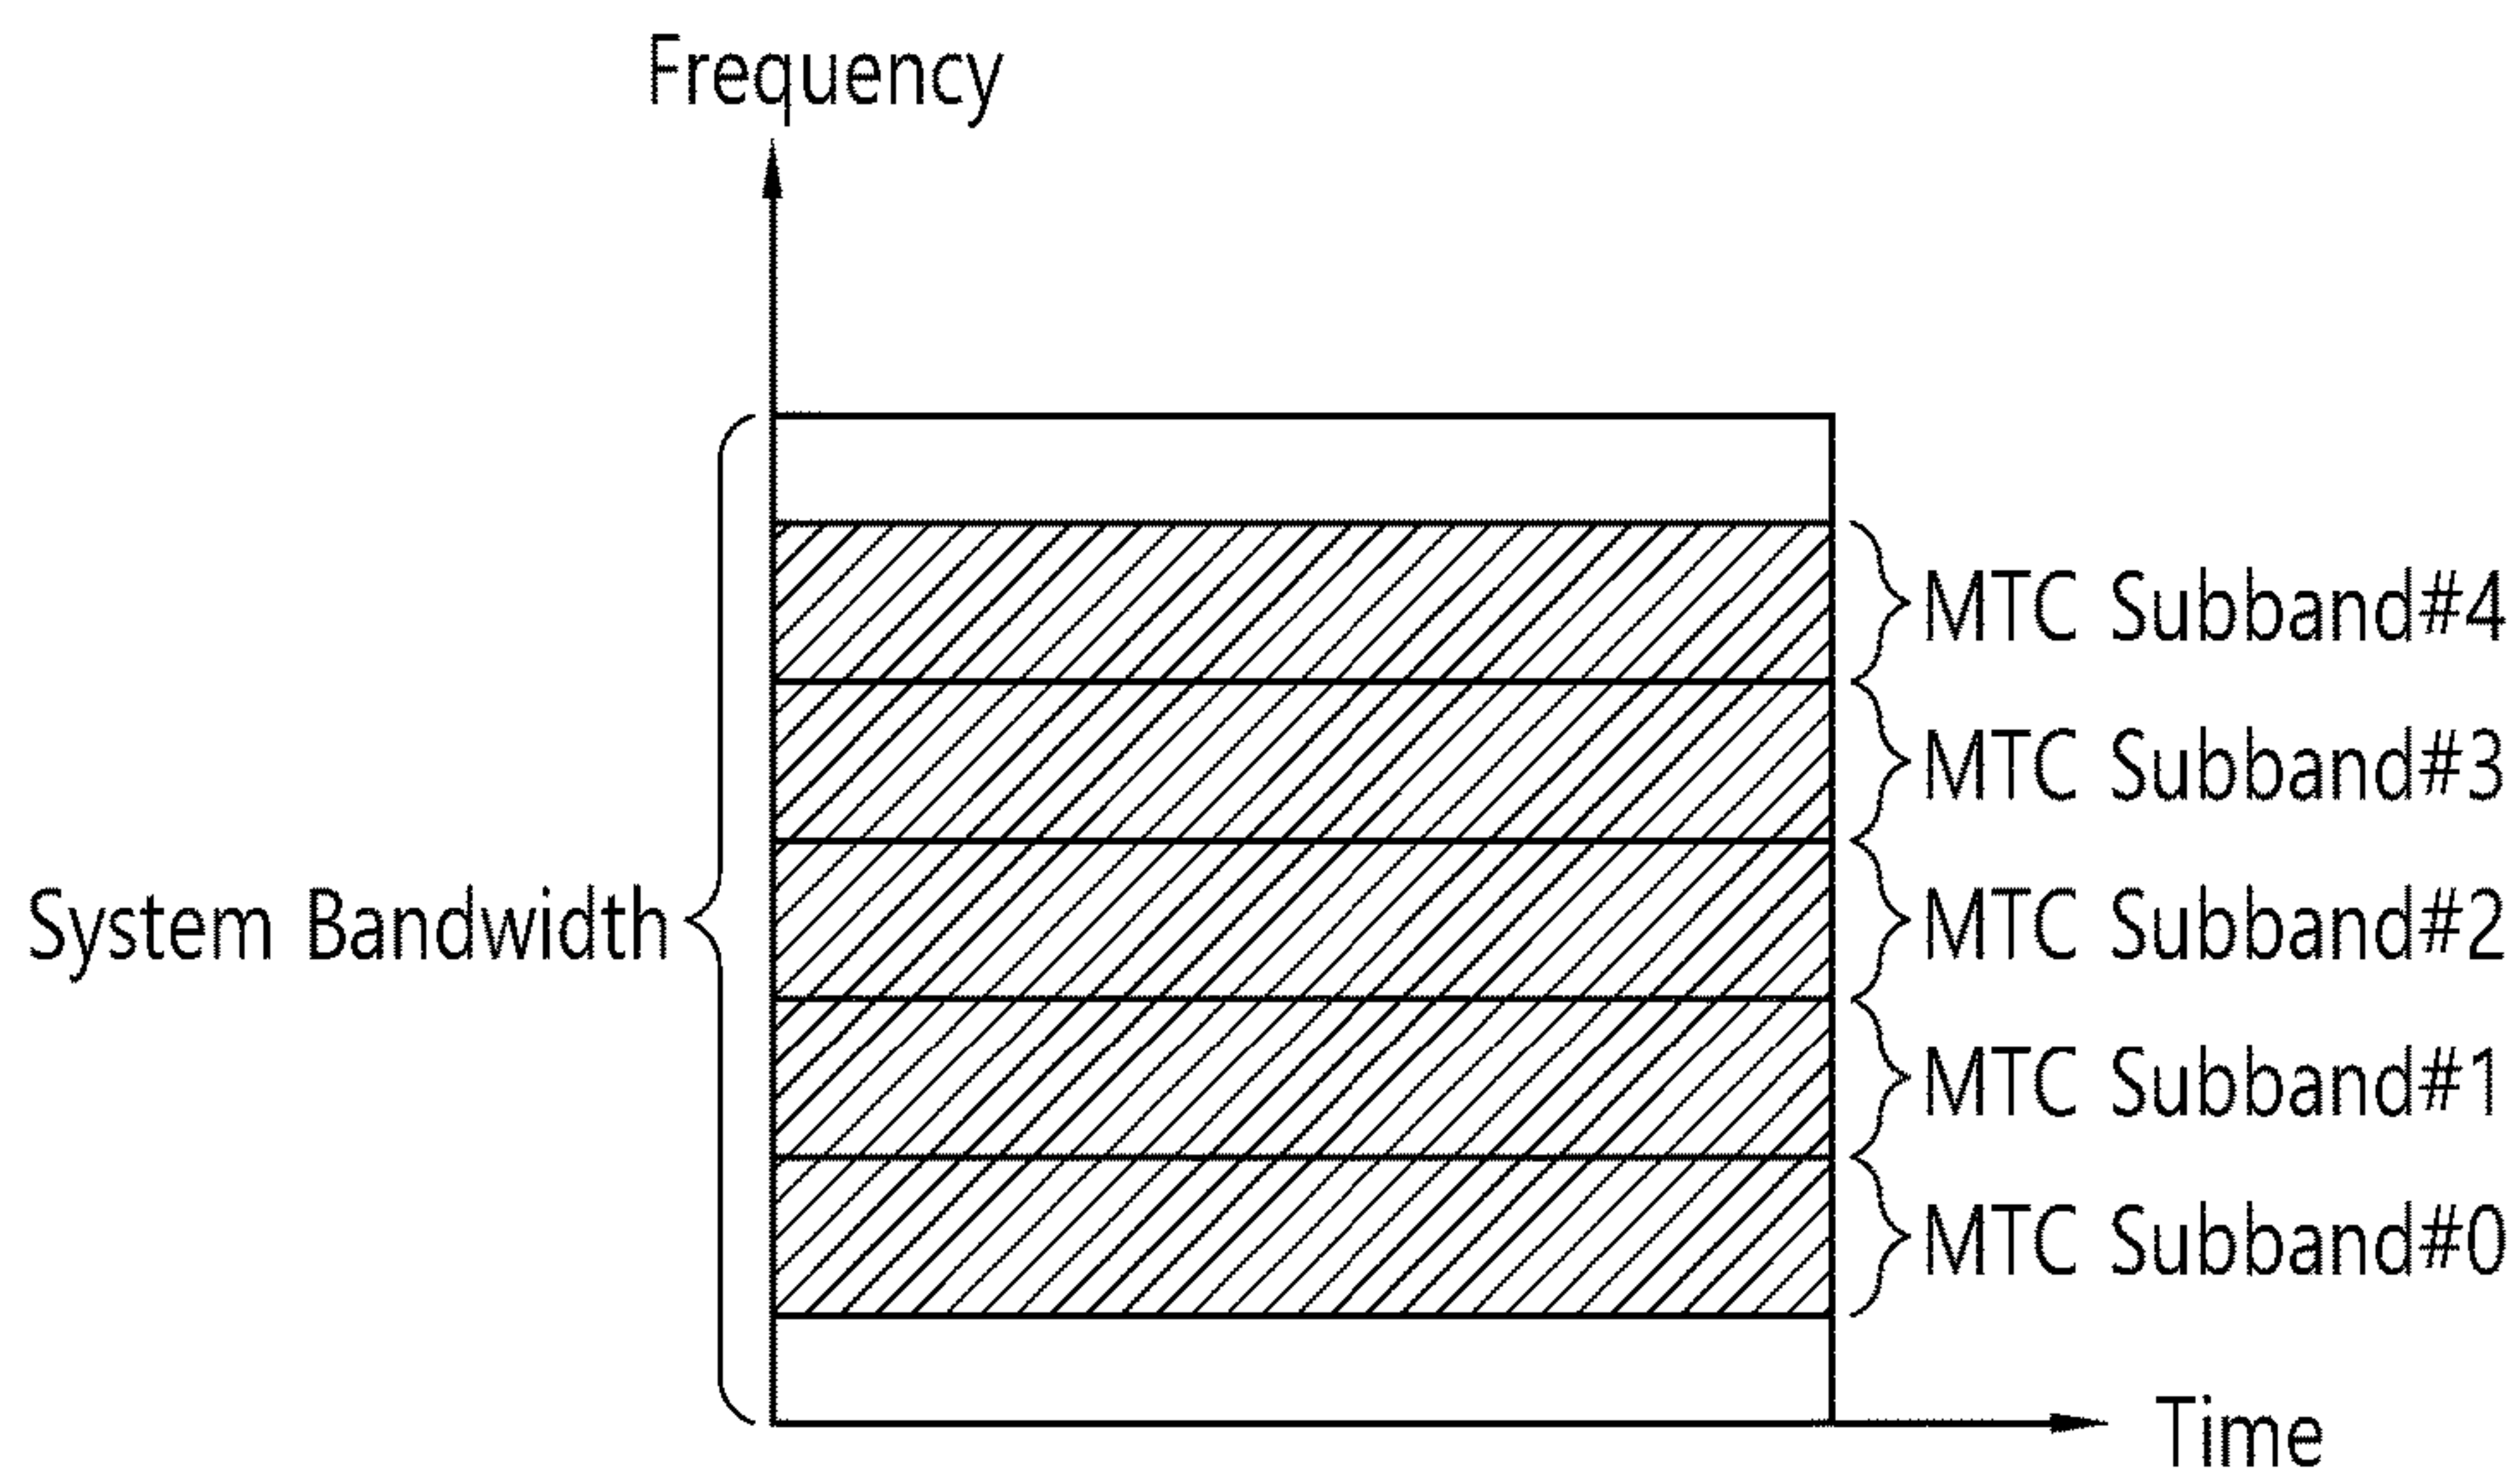 Frequency
MTC Subband#4
MTC Subband#3
System Bandwidth
MTC Subband#2
MTC Subband#1
MTC Subband#0
Time